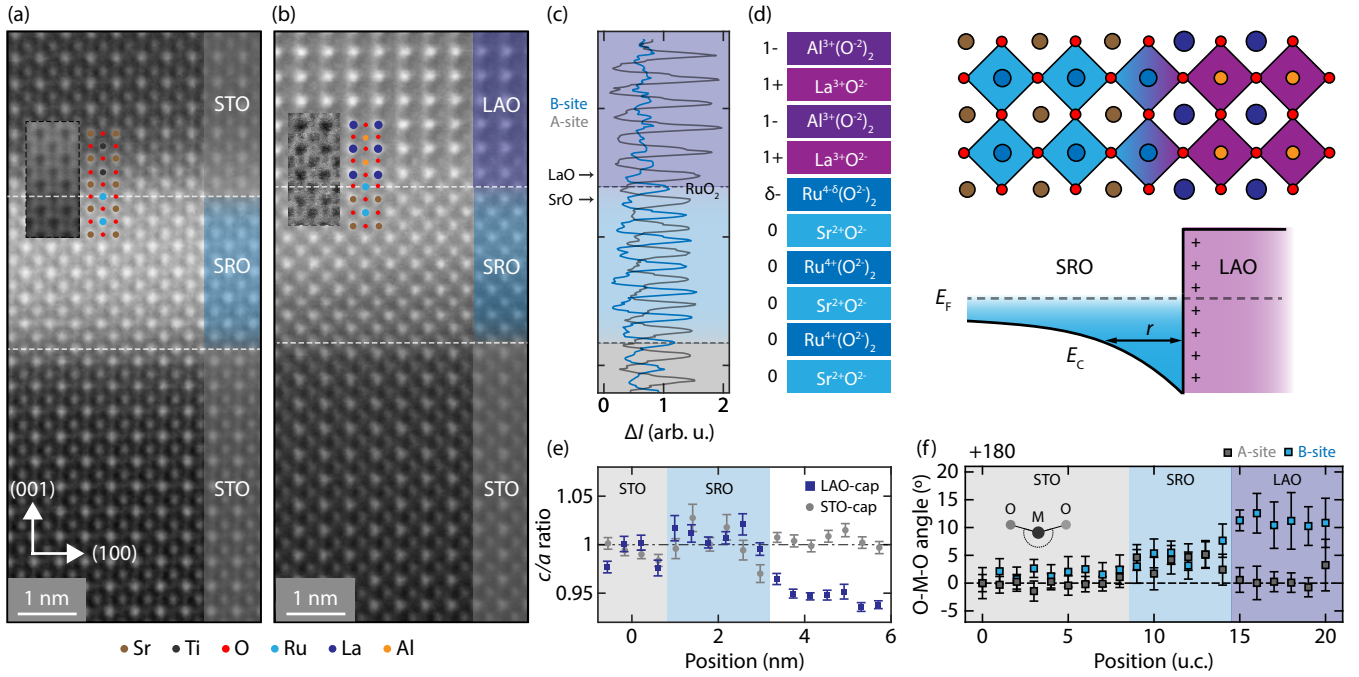 (a)
STO
SRO
STO
(001)
(100)
1 nm
(b)
LAO
SRO
STO
1 nm
Sr Ti O Ru La Al
(c)
B-site
A-site
LaO →
SrO →
RuO₂
0 1 2
ΔI (arb. u.)
(d)
1- Al³⁺(O⁻²)₂
1+ La³⁺O²⁻
1- Al³⁺(O⁻²)₂
1+ La³⁺O²⁻
δ- Ru⁴⁻ᵟ(O²⁻)₂
0 Sr²⁺O²⁻
0 Ru⁴⁺(O²⁻)₂
0 Sr²⁺O²⁻
0 Ru⁴⁺(O²⁻)₂
0 Sr²⁺O²⁻
SRO LAO
E_F
r
E_C
+
+
+
+
+
+
+
(e)
1.05
1
0.95
c/a ratio
STO SRO
LAO-cap
STO-cap
0 2 4 6
Position (nm)
(f)
+180
A-site B-site
20
15
10
5
0
-5
O-M-O angle (º)
STO SRO LAO
O M O
0 5 10 15 20
Position (u.c.)